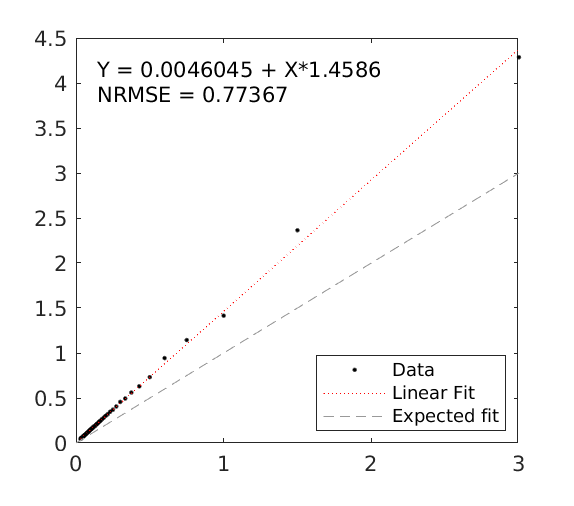 Y = 0.0046045 + X*1.4586
NRMSE = 0.77367
4.5
4
3.5
3
2.5
2
1.5
1
0.5
0
Data
Linear Fit
Expected fit
0 1 2 3